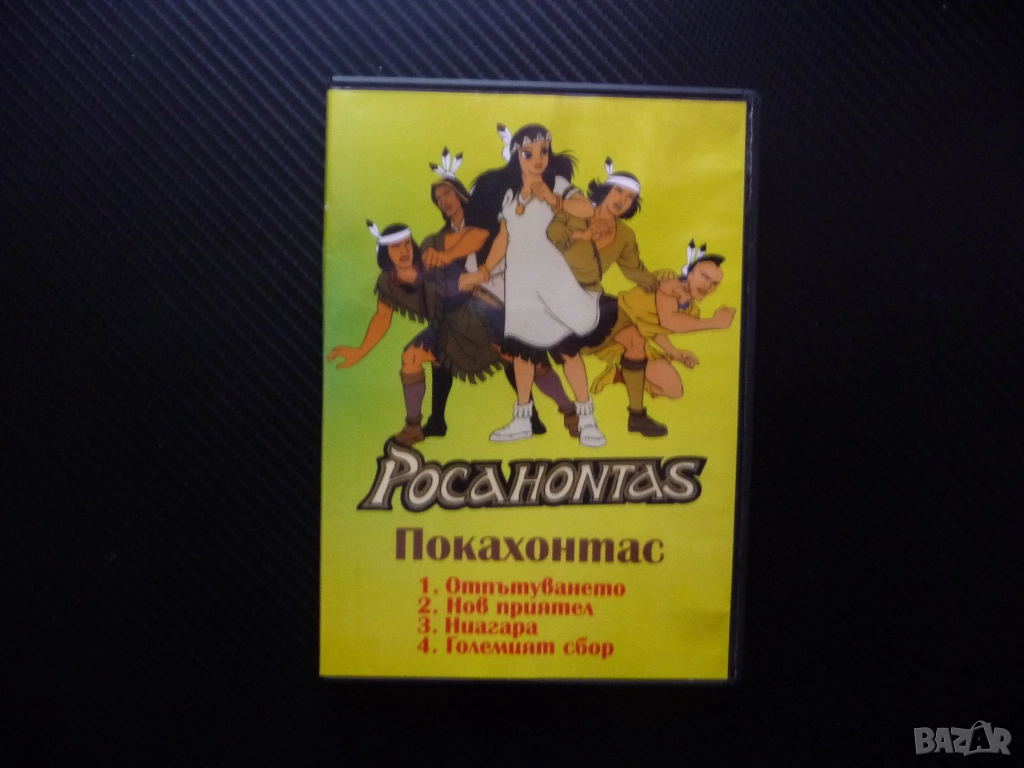 POCAHONTAS
Покахонтас
1. Отпътуването
2. Нов приятел
3. Ниагара
4. Големият сбор
BAZAR